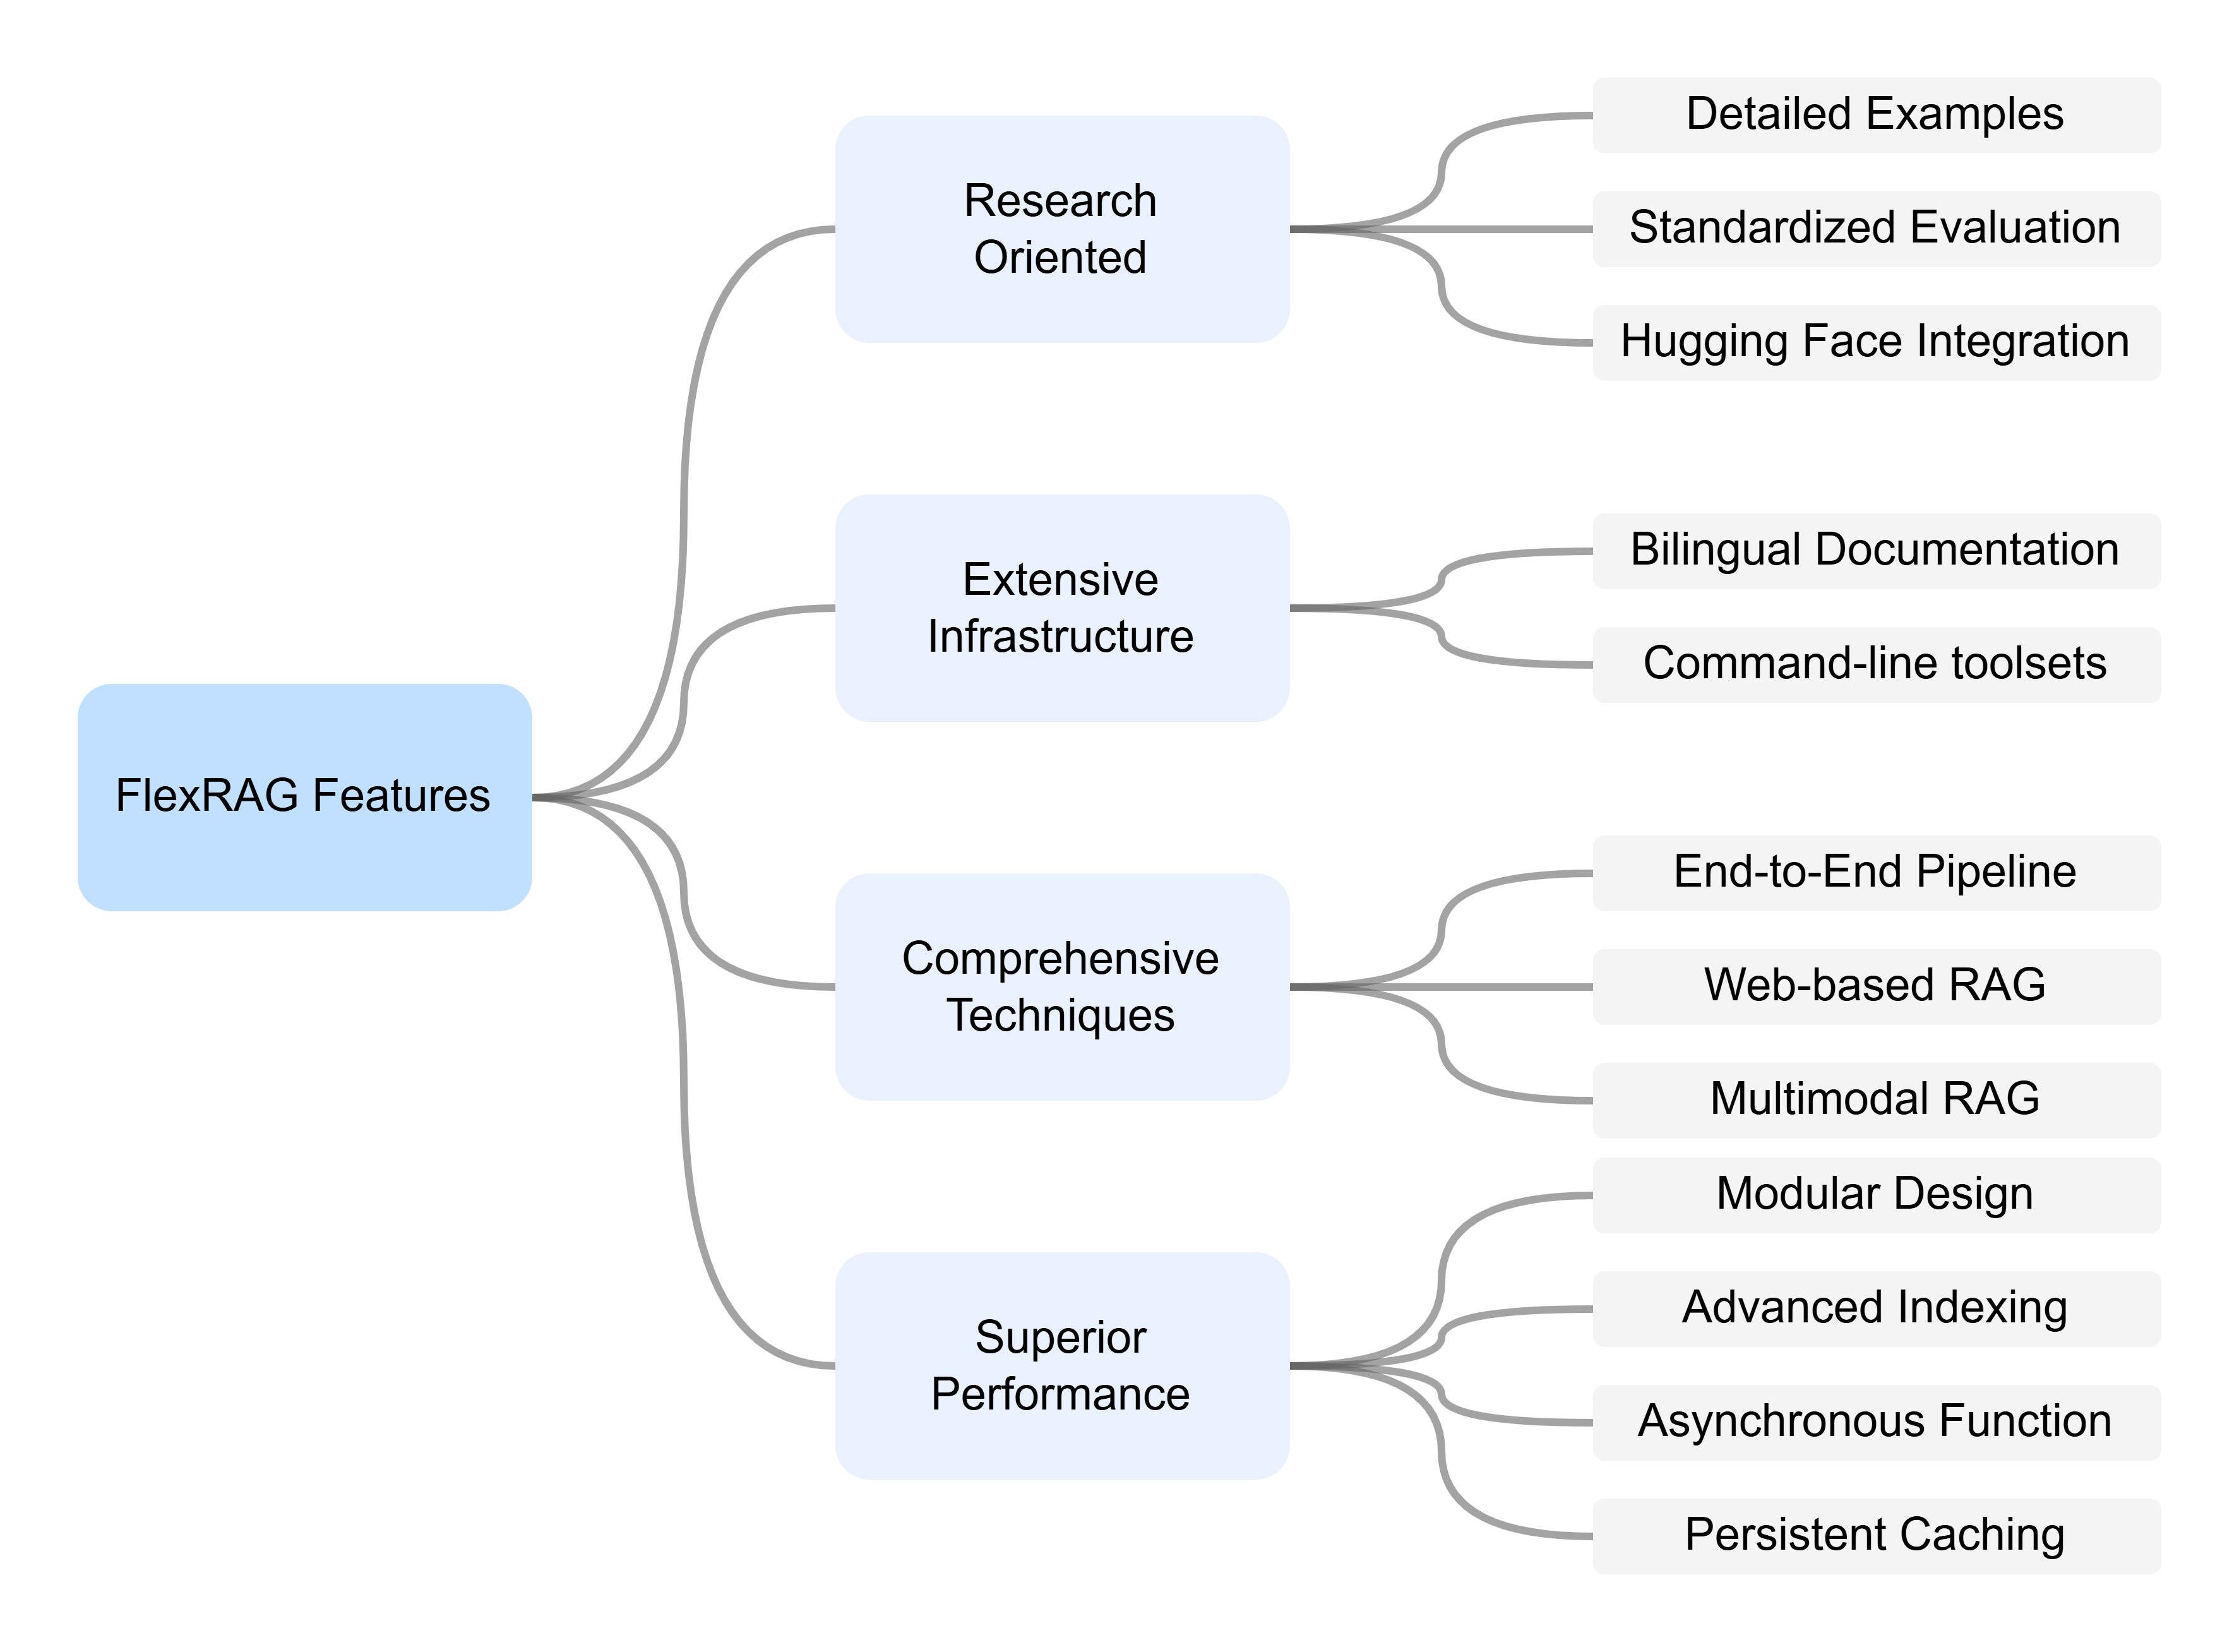 FlexRAG Features
Research
Oriented
Detailed Examples
Standardized Evaluation
Hugging Face Integration
Extensive
Infrastructure
Bilingual Documentation
Command-line toolsets
Comprehensive
Techniques
End-to-End Pipeline
Web-based RAG
Multimodal RAG
Superior
Performance
Modular Design
Advanced Indexing
Asynchronous Function
Persistent Caching